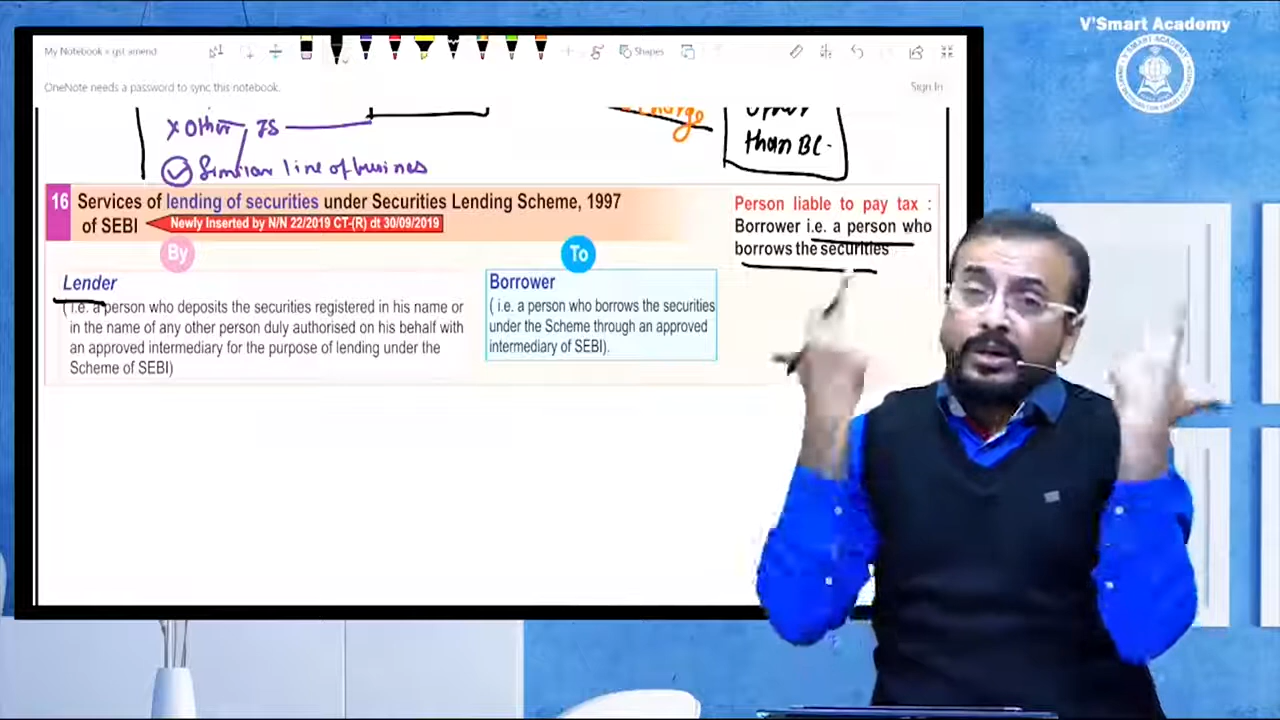 V'Smart Academy
My Notebook » gst amend
Shapes
OneNote needs a password to sync this notebook.
Sign In
x Other
than BC.
Similar line of busines
16 Services of lending of securities under Securities Lending Scheme, 1997
of SEBI Newly Inserted by N/N 22/2019 CT-(R) dt 30/09/2019
Person liable to pay tax :
Borrower i.e. a person who
borrows the securities
By
To
Lender
( i.e. a person who deposits the securities registered in his name or
in the name of any other person duly authorised on his behalf with
an approved intermediary for the purpose of lending under the
Scheme of SEBI)
Borrower
( i.e. a person who borrows the securities
under the Scheme through an approved
intermediary of SEBI).